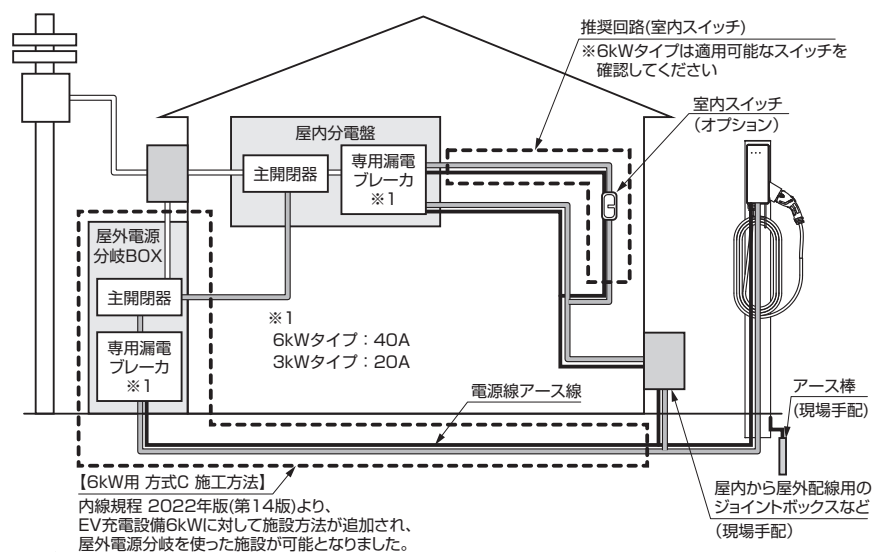 推奨回路(室内スイッチ)
※6kWタイプは適用可能なスイッチを
確認してください
室内スイッチ
(オプション)
屋内分電盤
主開閉器
専用漏電
ブレーカ
※1
屋外電源
分岐BOX
主開閉器
専用漏電
ブレーカ
※1
※1
6kWタイプ：40A
3kWタイプ：20A
電源線アース線
アース棒
(現場手配)
【6kW用 方式C 施工方法】
内線規程 2022年版(第14版)より、
EV充電設備6kWに対して施設方法が追加され、
屋外電源分岐を使った施設が可能となりました。
屋内から屋外配線用の
ジョイントボックスなど
(現場手配)